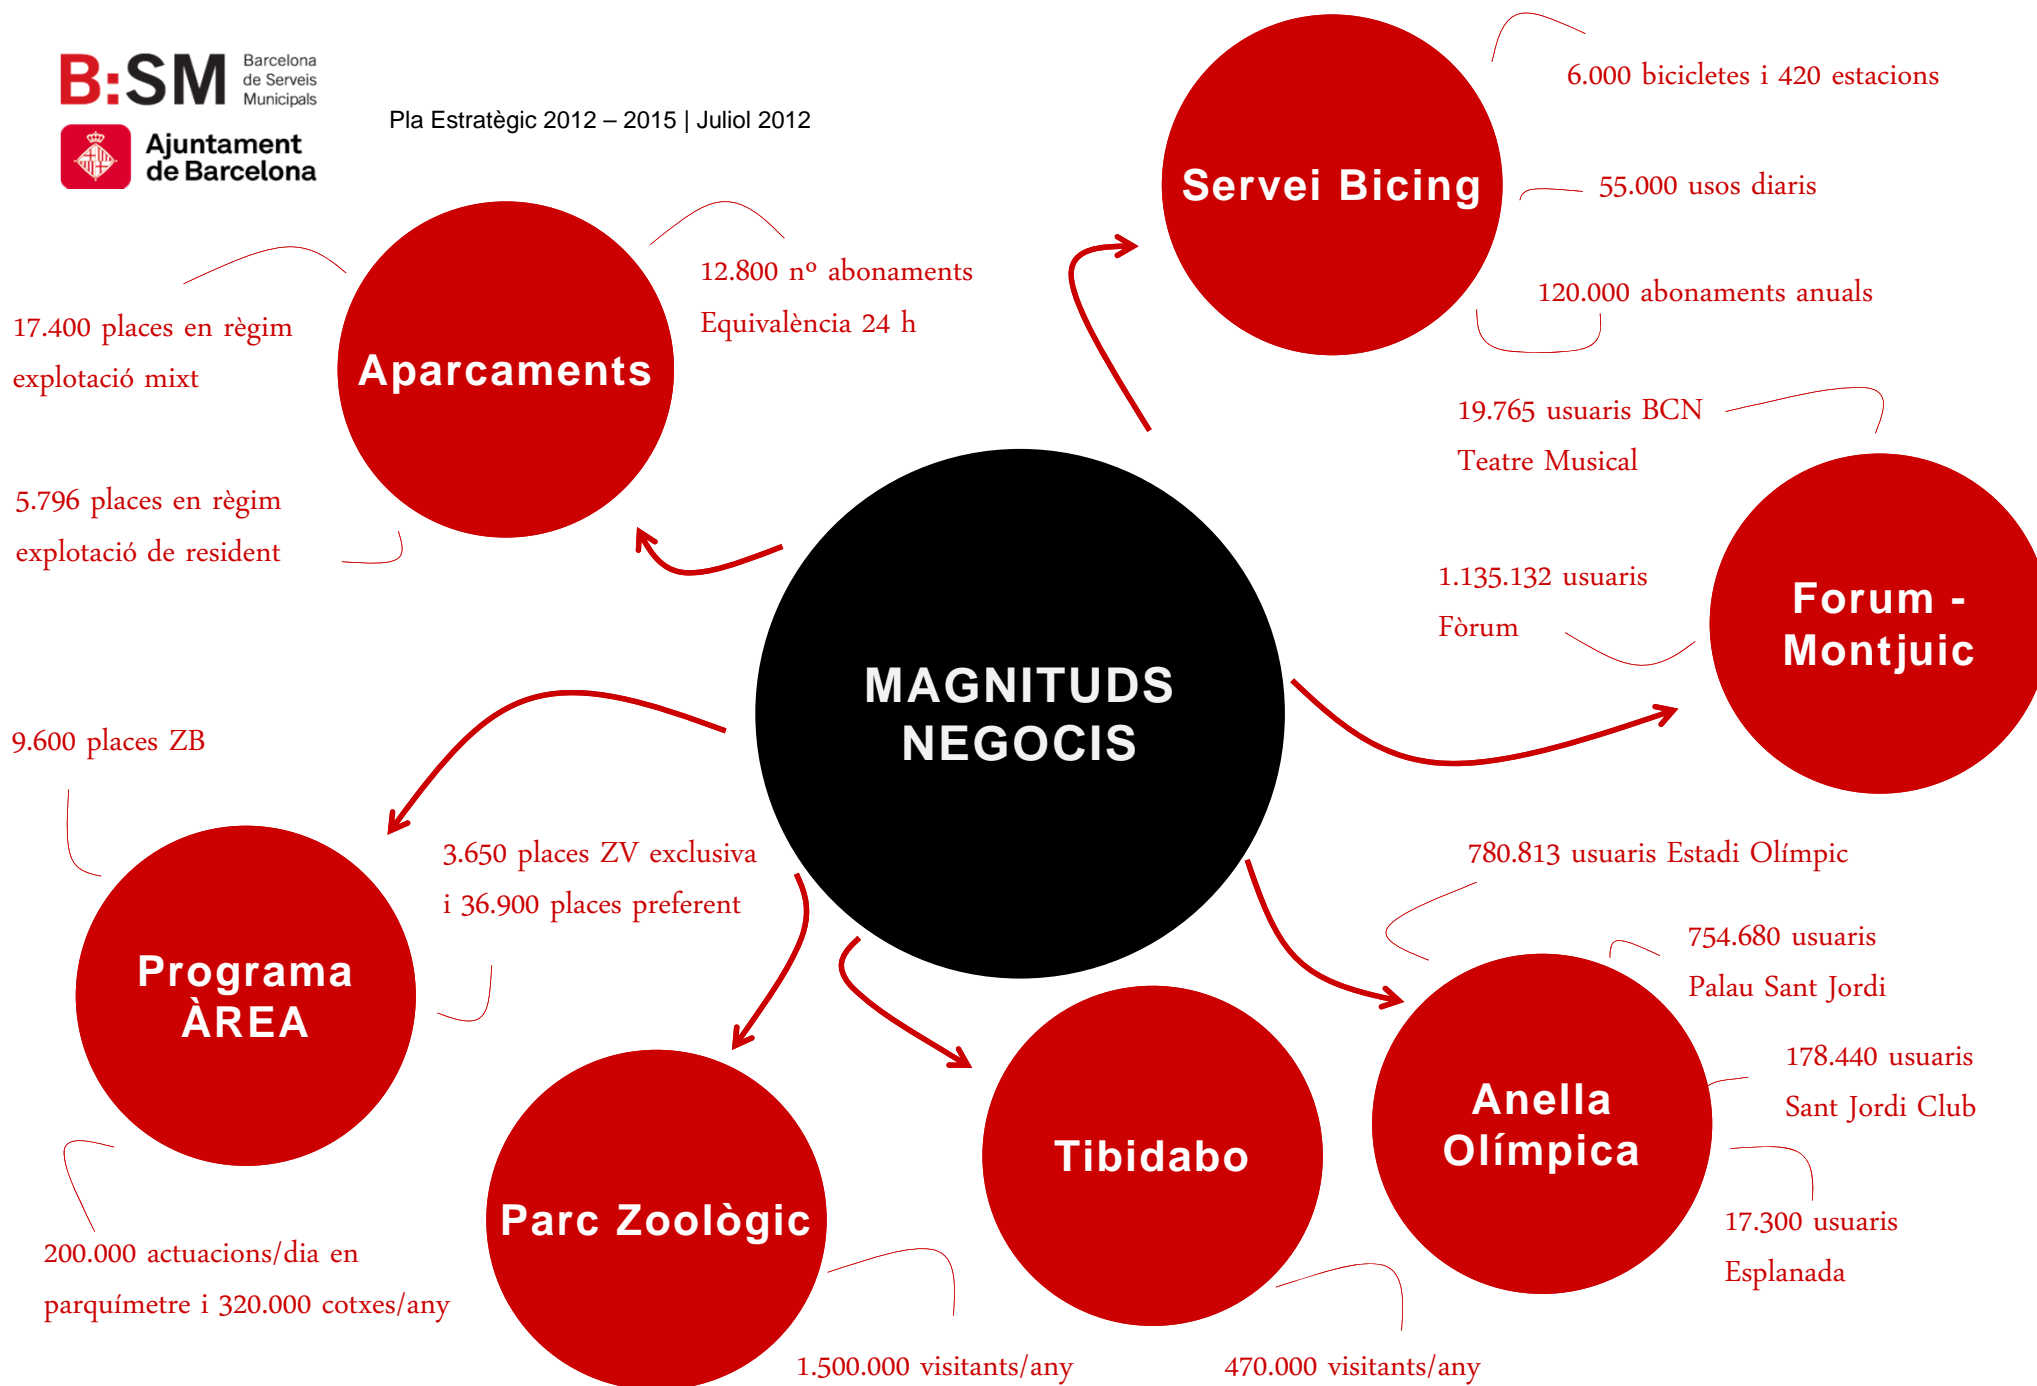 B:SM
Barcelona
de Serveis
Municipals
Ajuntament
de Barcelona
Pla Estratègic 2012 – 2015 | Juliol 2012
Servei Bicing
6.000 bicicletes i 420 estacions
55.000 usos diaris
120.000 abonaments anuals
Aparcaments
12.800 nº abonaments
Equivalència 24 h
17.400 places en règim
explotació mixt
5.796 places en règim
explotació de resident
19.765 usuaris BCN
Teatre Musical
1.135.132 usuaris
Fòrum
Forum -
Montjuic
MAGNITUDS
NEGOCIS
9.600 places ZB
3.650 places ZV exclusiva
i 36.900 places preferent
Programa
ÀREA
200.000 actuacions/dia en
parquímetre i 320.000 cotxes/any
Parc Zoològic
1.500.000 visitants/any
Tibidabo
470.000 visitants/any
780.813 usuaris Estadi Olímpic
754.680 usuaris
Palau Sant Jordi
178.440 usuaris
Sant Jordi Club
Anella
Olímpica
17.300 usuaris
Esplanada